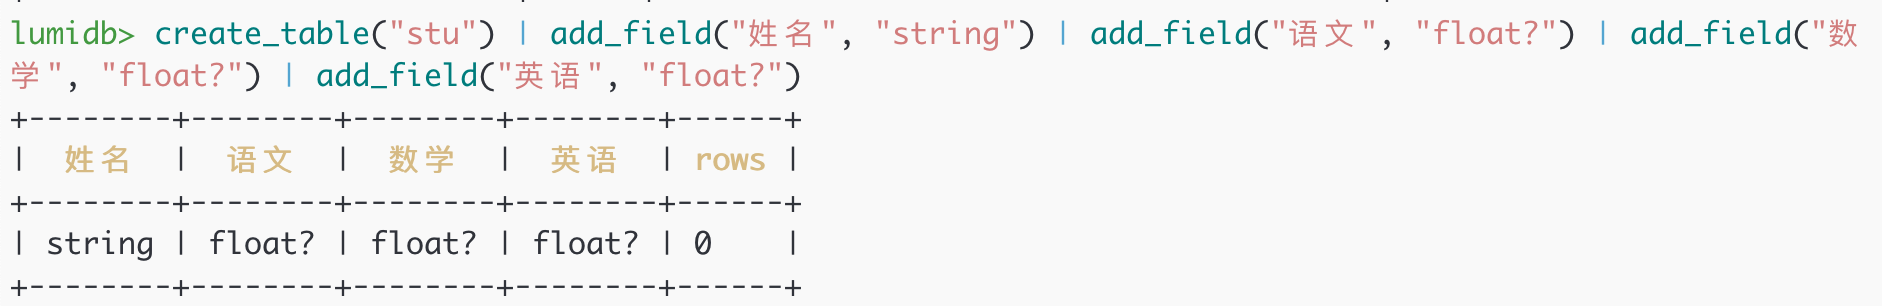 lumidb> create_table("stu") | add_field("姓名", "string") | add_field("语文", "float?") | add_field("数
学", "float?") | add_field("英语", "float?")
+--------+--------+--------+--------+------+
|  姓名  |  语文  |  数学  |  英语  | rows |
+--------+--------+--------+--------+------+
| string | float? | float? | float? | 0    |
+--------+--------+--------+--------+------+